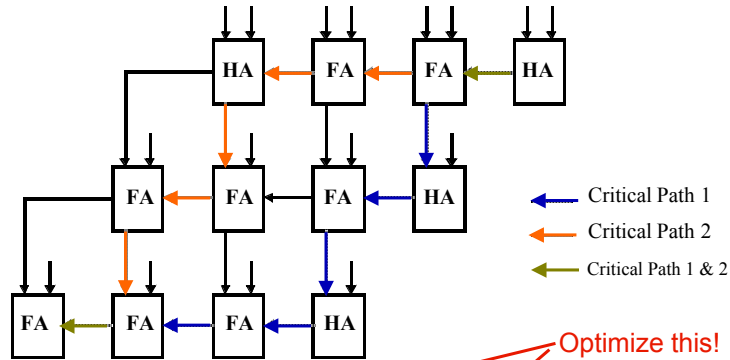 HA FA FA HA
FA FA FA HA
Critical Path 1
Critical Path 2
Critical Path 1 & 2
FA FA FA HA
Optimize this!